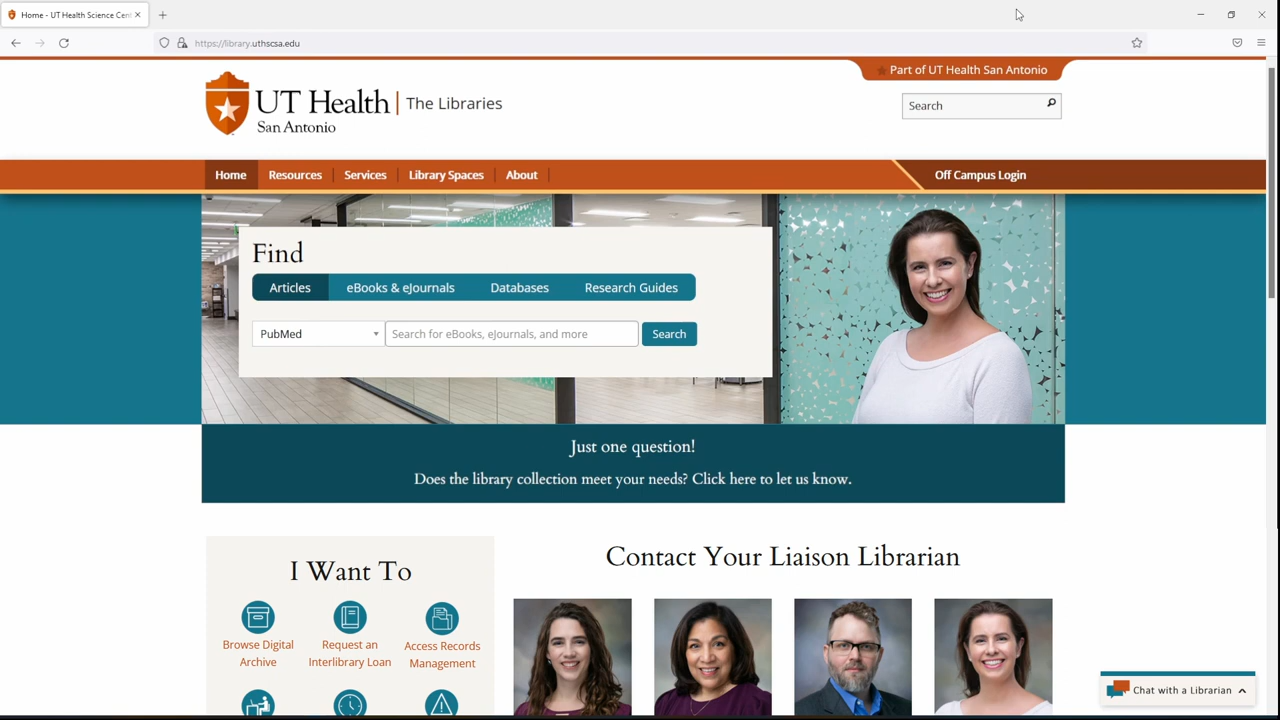 Home - UT Health Science Cent
https://library.uthscsa.edu
Part of UT Health San Antonio
UT Health
San Antonio
The Libraries
Search
Home
Resources
Services
Library Spaces
About
Off Campus Login
Find
Articles
eBooks & eJournals
Databases
Research Guides
PubMed
Search for eBooks, eJournals, and more
Search
Just one question!
Does the library collection meet your needs? Click here to let us know.
I Want To
Browse Digital
Archive
Request an
Interlibrary Loan
Access Records
Management
Contact Your Liaison Librarian
Chat with a Librarian